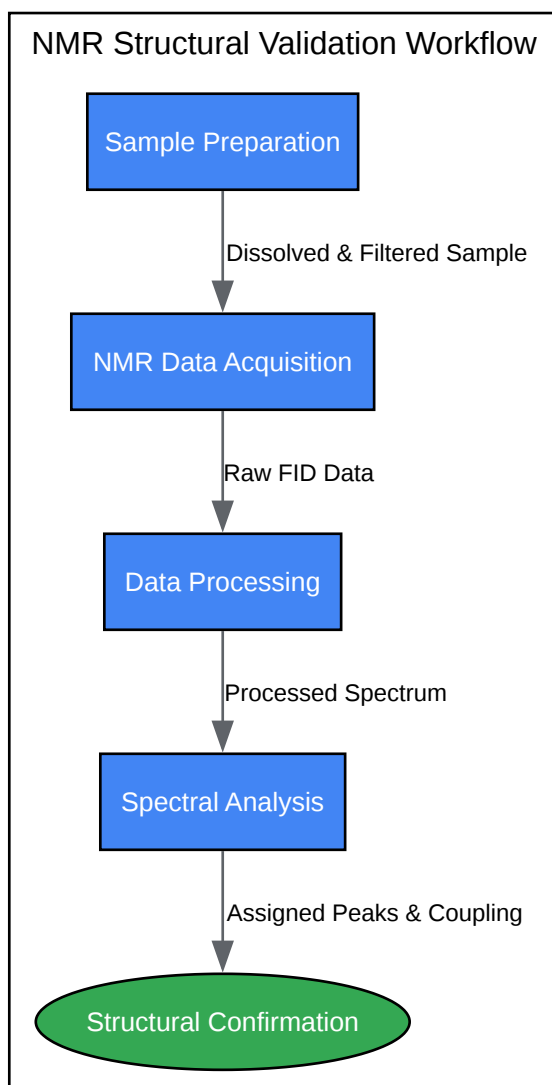 NMR Structural Validation Workflow
Sample Preparation
Dissolved & Filtered Sample
NMR Data Acquisition
Raw FID Data
Data Processing
Processed Spectrum
Spectral Analysis
Assigned Peaks & Coupling
Structural Confirmation